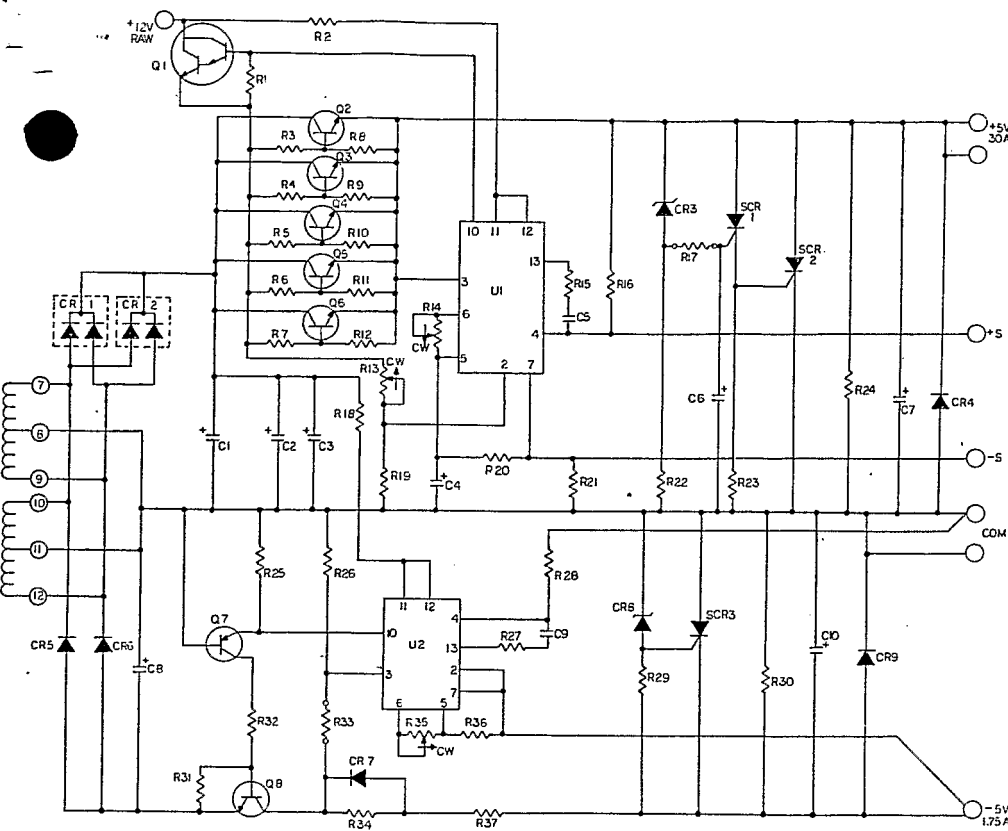 +12V
RAW
R2
Q1
R1
Q2
R3
R8
Q3
R4
R9
Q4
R5
R10
Q5
R6
R11
Q6
R7
R12
+5V
30A
10
11
12
13
3
U1
6
5
4
2
7
R14
CW
R15
C5
R16
CR3
R17
SCR
1
SCR
2
+S
CR 1
CR 2
R13
CW
R18
C6
+
R24
+
C7
CR4
7
6
9
10
11
12
+
C1
+
C2
+
C3
R19
+
C4
R20
R21
R22
R23
-S
COM
R25
R26
11
12
R28
Q7
10
U2
4
13
2
7
3
6
5
R27
C9
CR8
SCR3
R29
R30
C10
+
CR9
CR5
CR6
+
C8
R32
R33
R35
CW
R36
R31
Q8
CR7
R34
R37
-5V
1.75A